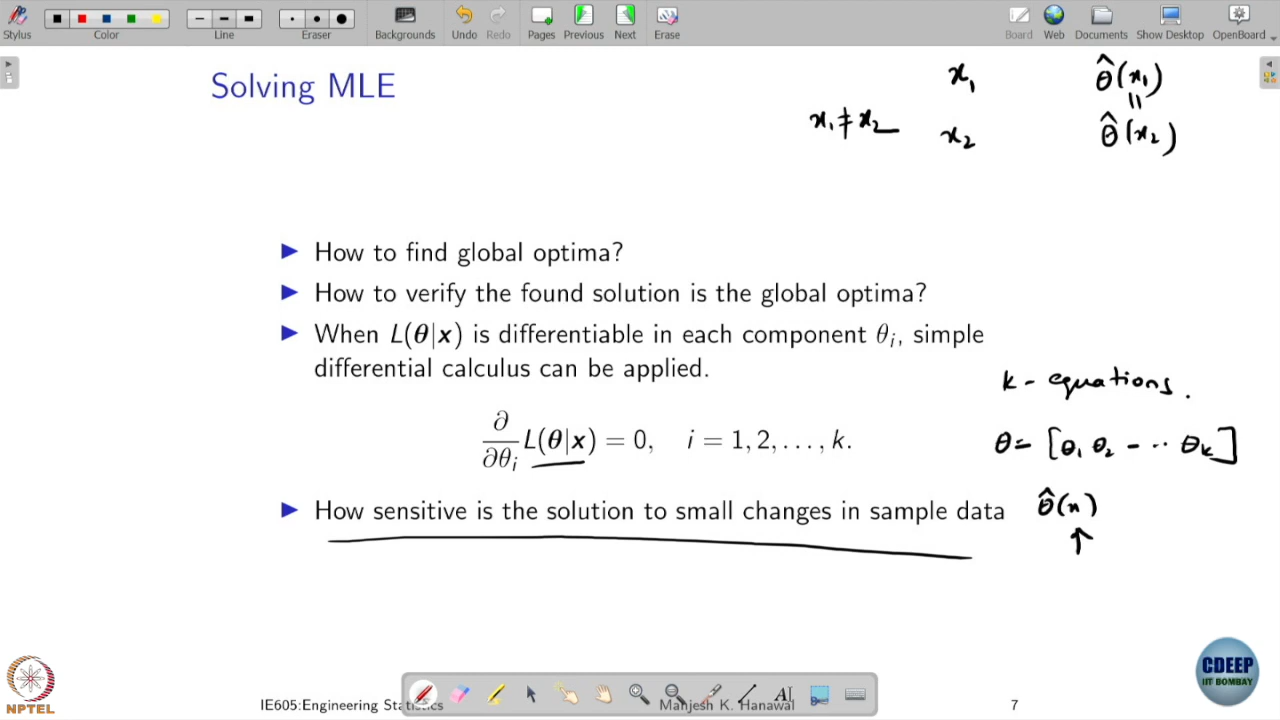 Stylus
Color
Line
Eraser
Backgrounds
Undo
Redo
Pages
Previous
Next
Erase
Board
Web
Documents
Show Desktop
OpenBoard
Solving MLE
x₁ θ̂(x₁)
x₁ ≠ x₂ =
x₂ θ̂(x₂)
▶ How to find global optima?
▶ How to verify the found solution is the global optima?
▶ When L(θ|x) is differentiable in each component θᵢ, simple
differential calculus can be applied.
k - equations.
∂/∂θᵢ L(θ|x) = 0, i = 1, 2, . . . , k.
θ = [θ₁ θ₂ - - ·· θₖ]
▶ How sensitive is the solution to small changes in sample data
θ̂(x)
↑
NPTEL
IE605:Engineering Statistics
Manjesh K. Hanawal
7
CDEEP
IIT BOMBAY